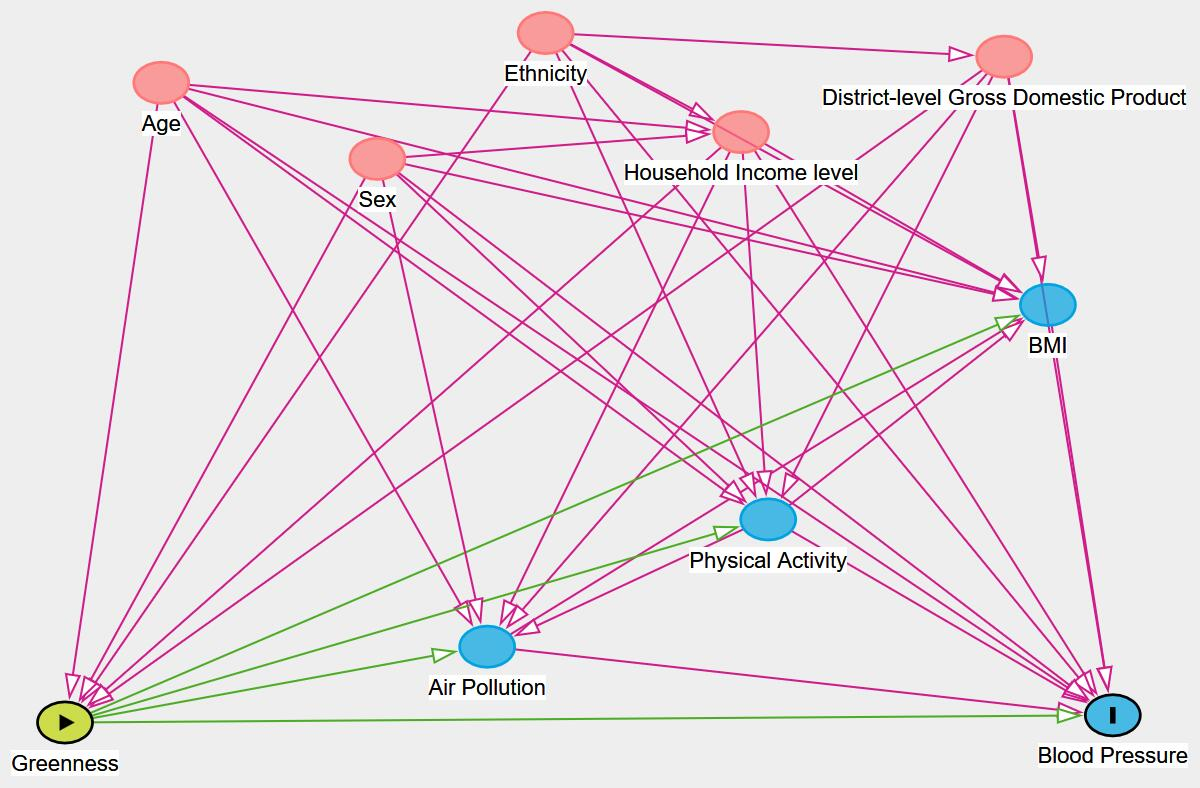 Ethnicity
District-level Gross Domestic Product
Age
Household Income level
Sex
BMI
Physical Activity
Air Pollution
Blood Pressure
Greenness